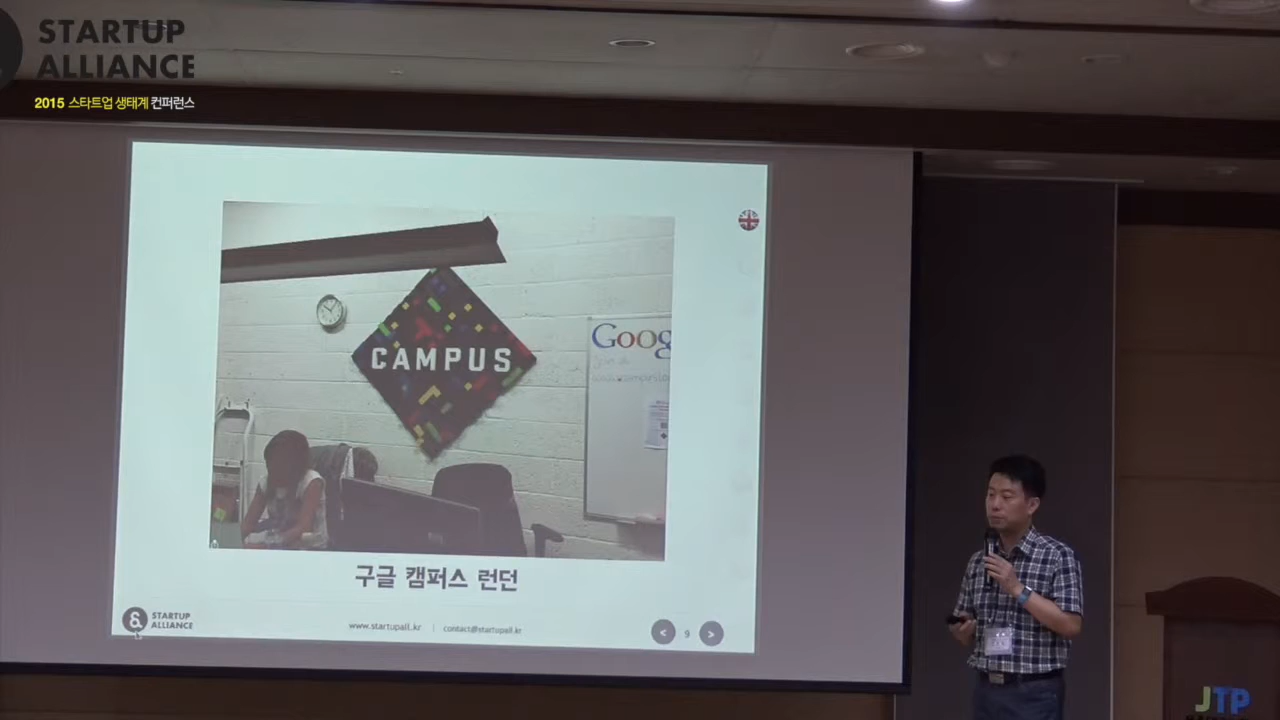 STARTUP
ALLIANCE
2015 스타트업 생태계 컨퍼런스
CAMPUS
Goog
구글 캠퍼스 런던
STARTUP
ALLIANCE
www.startupall.kr | contact@startupall.kr
< 9 >
JTP